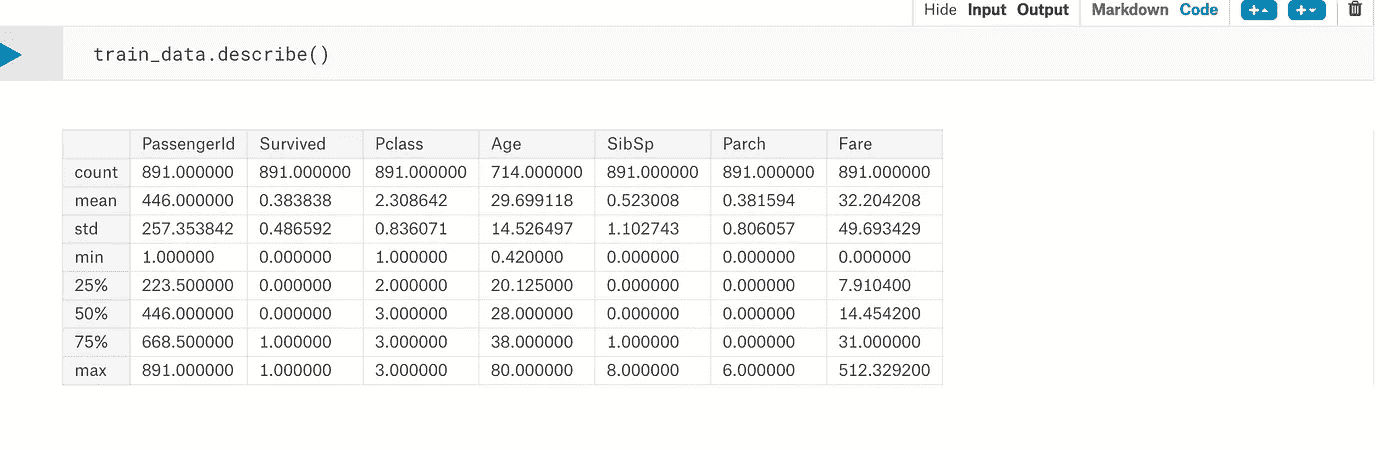 Hide Input Output Markdown Code
train_data.describe()
PassengerId Survived Pclass Age SibSp Parch Fare
count 891.000000 891.000000 891.000000 714.000000 891.000000 891.000000 891.000000
mean 446.000000 0.383838 2.308642 29.699118 0.523008 0.381594 32.204208
std 257.353842 0.486592 0.836071 14.526497 1.102743 0.806057 49.693429
min 1.000000 0.000000 1.000000 0.420000 0.000000 0.000000 0.000000
25% 223.500000 0.000000 2.000000 20.125000 0.000000 0.000000 7.910400
50% 446.000000 0.000000 3.000000 28.000000 0.000000 0.000000 14.454200
75% 668.500000 1.000000 3.000000 38.000000 1.000000 0.000000 31.000000
max 891.000000 1.000000 3.000000 80.000000 8.000000 6.000000 512.329200